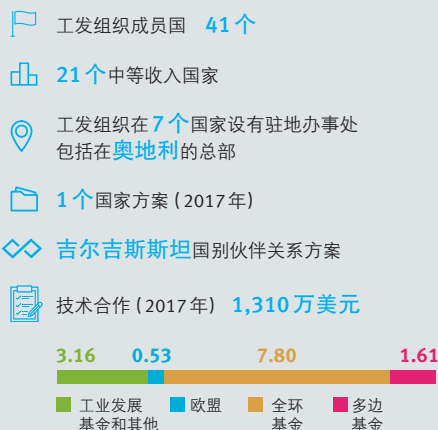 工发组织成员国 41个
21个中等收入国家
工发组织在7个国家设有驻地办事处
包括在奥地利的总部
1个国家方案（2017年）
吉尔吉斯斯坦国别伙伴关系方案
技术合作（2017年） 1,310万美元
3.16 0.53 7.80 1.61
工业发展 欧盟 全环 多边
基金和其他 基金 基金